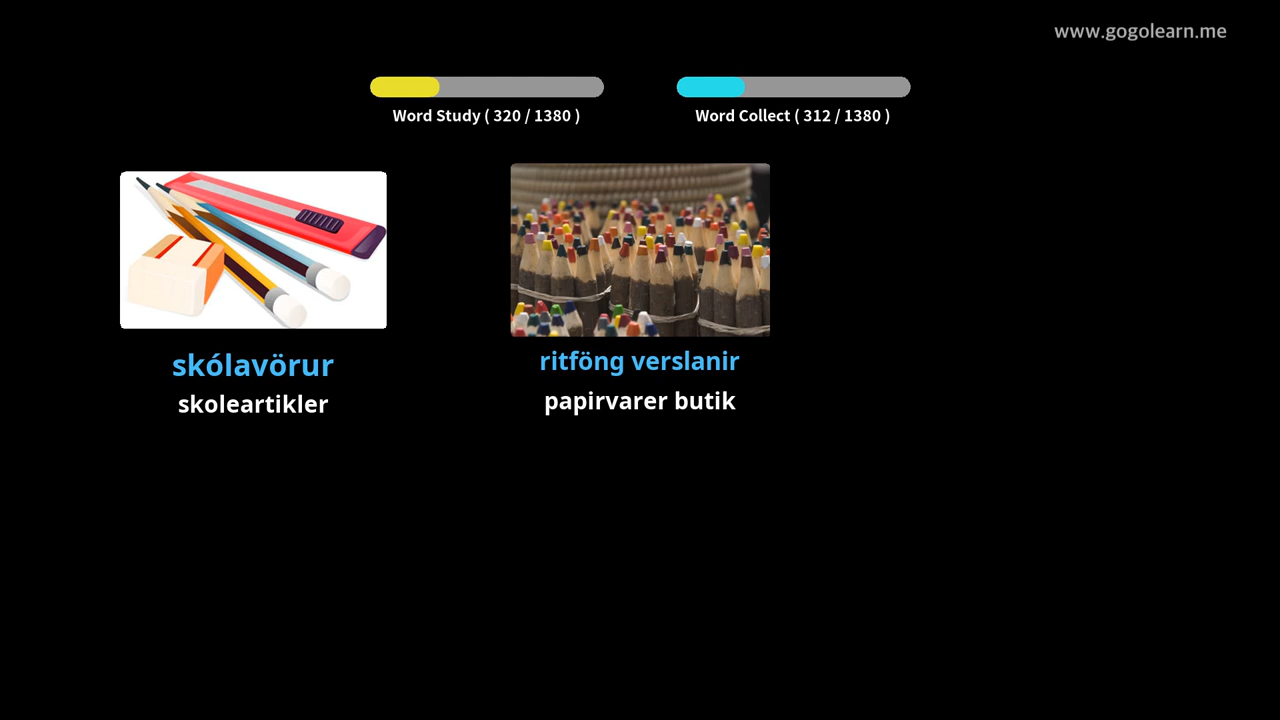 www.gogolearn.me
Word Study ( 320 / 1380 )
Word Collect ( 312 / 1380 )
skólavörur
skoleartikler
ritföng verslanir
papirvarer butik